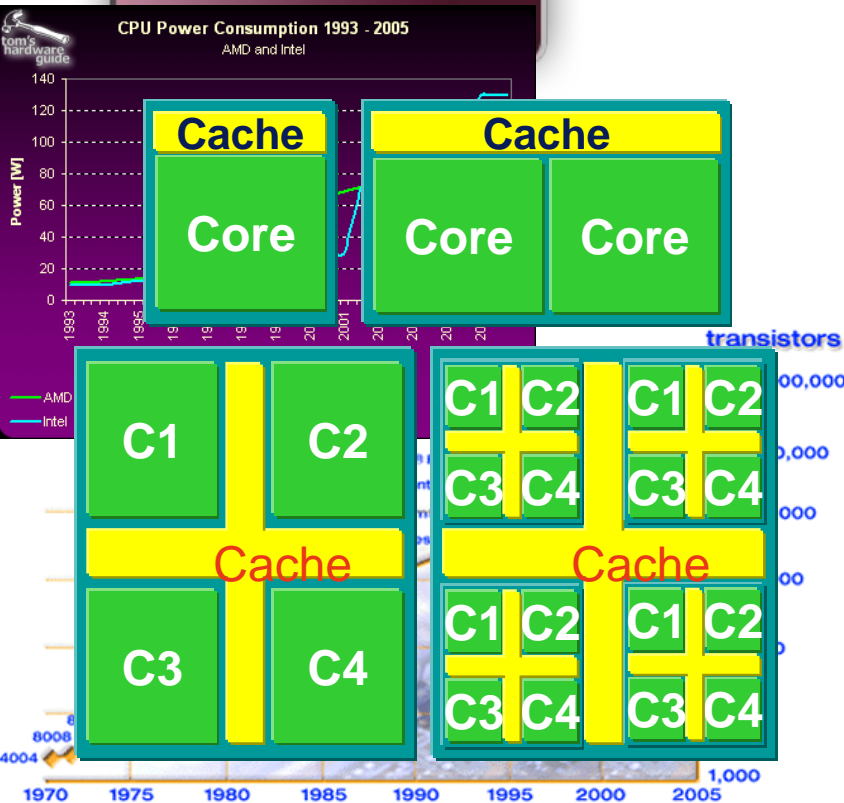 tom's
hardware
guide
CPU Power Consumption 1993 - 2005
AMD and Intel
140
120
100
80
60
40
20
0
Power [W]
1993
1994
1995
2001
AMD
Intel
Cache
Core
Cache
Core
Core
transistors
C1
C2
C3
C4
Cache
C1
C2
C1
C2
C3
C4
C3
C4
Cache
C1
C2
C1
C2
C3
C4
C3
C4
8008
4004
1,000
1970
1975
1980
1985
1990
1995
2000
2005